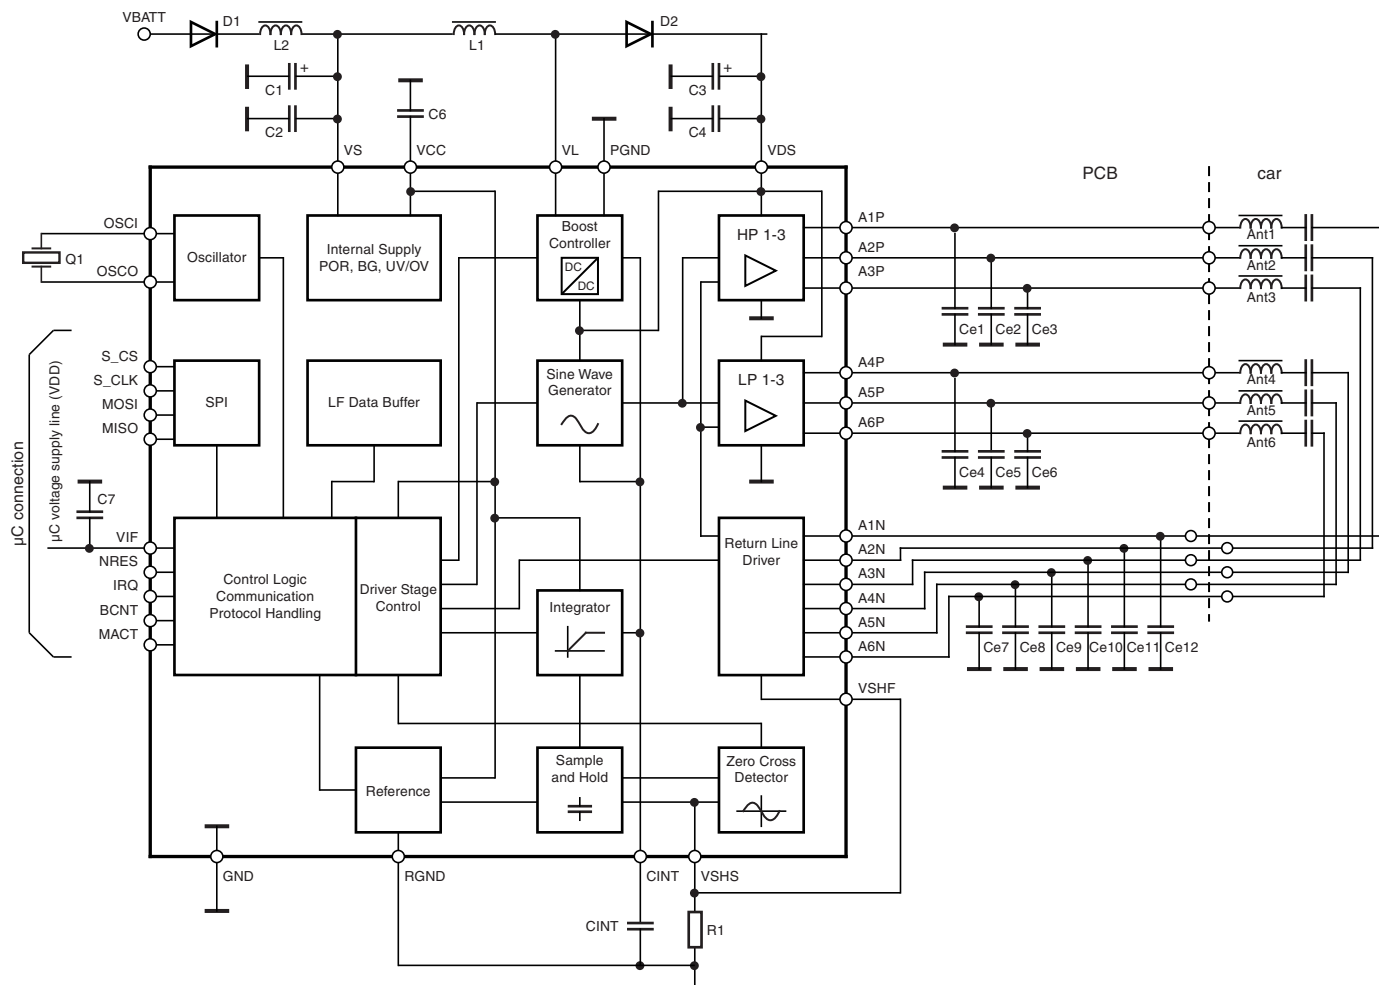 VBATT
D1
L2
L1
D2
C1
+
C2
C6
C3
+
C4
VS
VCC
VL
PGND
VDS
PCB
car
OSCI
Q1
OSCO
Oscillator
Internal Supply
POR, BG, UV/OV
Boost
Controller
DC
DC
HP 1-3
A1P
A2P
A3P
Ant1
Ant2
Ant3
Ce1
Ce2
Ce3
µC connection
µC voltage supply line (VDD)
S_CS
S_CLK
MOSI
MISO
SPI
LF Data Buffer
Sine Wave
Generator
LP 1-3
A4P
A5P
A6P
Ant4
Ant5
Ant6
Ce4
Ce5
Ce6
C7
VIF
NRES
IRQ
BCNT
MACT
Control Logic
Communication
Protocol Handling
Driver Stage
Control
Integrator
Return Line
Driver
A1N
A2N
A3N
A4N
A5N
A6N
Ce7
Ce8
Ce9
Ce10
Ce11
Ce12
VSHF
Reference
Sample
and Hold
Zero Cross
Detector
GND
RGND
CINT
VSHS
CINT
R1